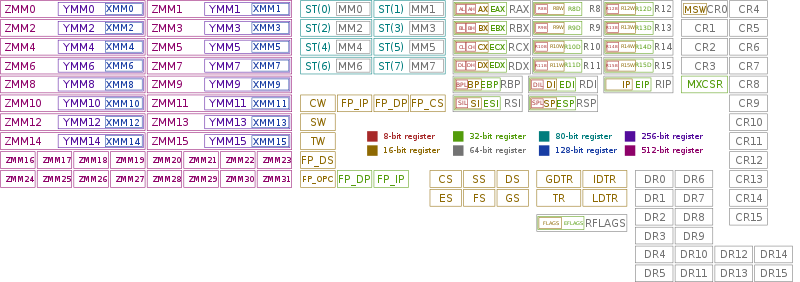 ZMM0 YMM0 XMM0 ZMM1 YMM1 XMM1 ST(0) MM0 ST(1) MM1 AL AH AX EAX RAX R8B R8W R8D R8 R12B R12W R12D R12 MSW CR0 CR4
ZMM2 YMM2 XMM2 ZMM3 YMM3 XMM3 ST(2) MM2 ST(3) MM3 BL BH BX EBX RBX R9B R9W R9D R9 R13B R13W R13D R13 CR1 CR5
ZMM4 YMM4 XMM4 ZMM5 YMM5 XMM5 ST(4) MM4 ST(5) MM5 CL CH CX ECX RCX R10B R10W R10D R10 R14B R14W R14D R14 CR2 CR6
ZMM6 YMM6 XMM6 ZMM7 YMM7 XMM7 ST(6) MM6 ST(7) MM7 DL DH DX EDX RDX R11B R11W R11D R11 R15B R15W R15D R15 CR3 CR7
ZMM8 YMM8 XMM8 ZMM9 YMM9 XMM9 BPL BP EBP RBP DIL DI EDI RDI IP EIP RIP MXCSR CR8
ZMM10 YMM10 XMM10 ZMM11 YMM11 XMM11 CW FP_IP FP_DP FP_CS SIL SI ESI RSI SPL SP ESP RSP CR9
ZMM12 YMM12 XMM12 ZMM13 YMM13 XMM13 SW CR10
ZMM14 YMM14 XMM14 ZMM15 YMM15 XMM15 TW 8-bit register 32-bit register 80-bit register 256-bit register CR11
16-bit register 64-bit register 128-bit register 512-bit register
ZMM16 ZMM17 ZMM18 ZMM19 ZMM20 ZMM21 ZMM22 ZMM23 FP_DS CR12
ZMM24 ZMM25 ZMM26 ZMM27 ZMM28 ZMM29 ZMM30 ZMM31 FP_OPC FP_DP FP_IP CS SS DS GDTR IDTR DR0 DR6 CR13
ES FS GS TR LDTR DR1 DR7 CR14
FLAGS EFLAGS RFLAGS DR2 DR8 CR15
DR3 DR9
DR4 DR10 DR12 DR14
DR5 DR11 DR13 DR15